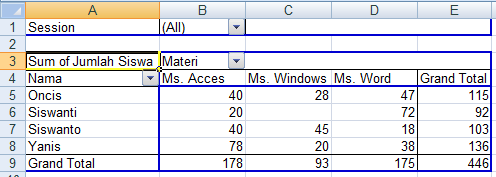 A B C D E
1 Session (All)
2
3 Sum of Jumlah Siswa Materi
4 Nama Ms. Acces Ms. Windows Ms. Word Grand Total
5 Oncis 40 28 47 115
6 Siswanti 20 72 92
7 Siswanto 40 45 18 103
8 Yanis 78 20 38 136
9 Grand Total 178 93 175 446